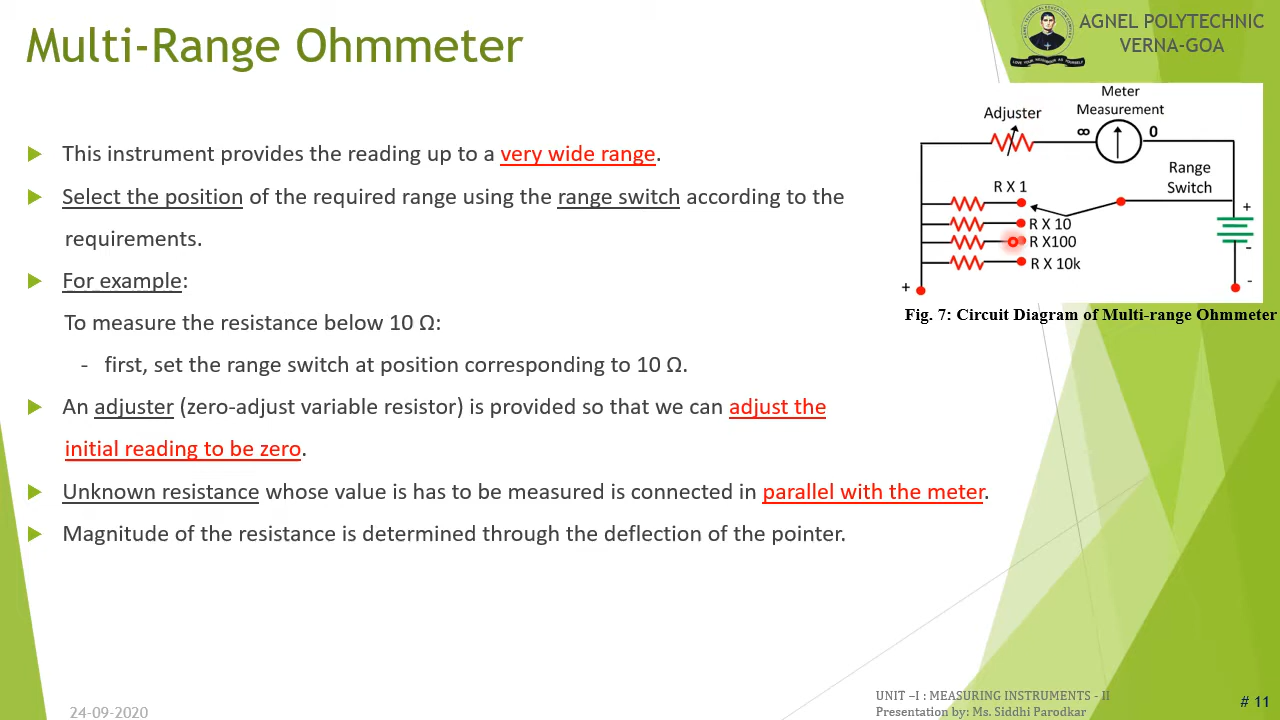 Multi-Range Ohmmeter
AGNEL POLYTECHNIC
VERNA-GOA
This instrument provides the reading up to a very wide range.
Select the position of the required range using the range switch according to the
requirements.
For example:
To measure the resistance below 10 Ω:
- first, set the range switch at position corresponding to 10 Ω.
An adjuster (zero-adjust variable resistor) is provided so that we can adjust the
initial reading to be zero.
Unknown resistance whose value is has to be measured is connected in parallel with the meter.
Magnitude of the resistance is determined through the deflection of the pointer.
Meter
Measurement
Adjuster
∞
0
Range
Switch
R X 1
R X 10
R X100
R X 10k
+
-
+
-
Fig. 7: Circuit Diagram of Multi-range Ohmmeter
24-09-2020
UNIT –I : MEASURING INSTRUMENTS - II
Presentation by: Ms. Siddhi Parodkar
# 11